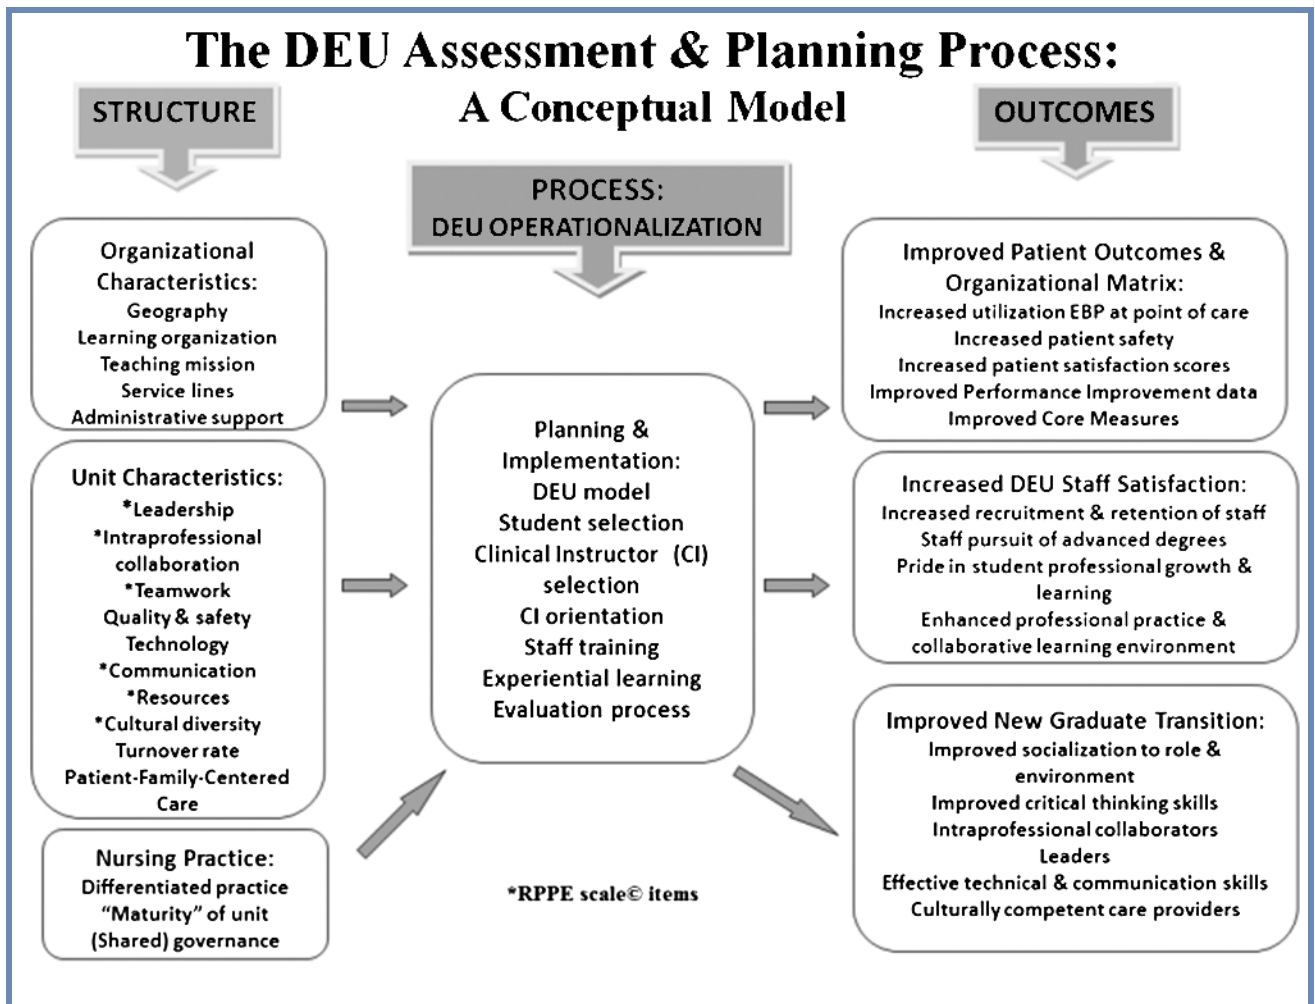 The DEU Assessment & Planning Process:
A Conceptual Model
STRUCTURE
Organizational
Characteristics:
Geography
Learning organization
Teaching mission
Service lines
Administrative support
Unit Characteristics:
*Leadership
*Intraprofessional
collaboration
*Teamwork
Quality & safety
Technology
*Communication
*Resources
*Cultural diversity
Turnover rate
Patient-Family-Centered
Care
Nursing Practice:
Differentiated practice
“Maturity” of unit
(Shared) governance
PROCESS:
DEU OPERATIONALIZATION
Planning &
Implementation:
DEU model
Student selection
Clinical Instructor (CI)
selection
CI orientation
Staff training
Experiential learning
Evaluation process
*RPPE scale© items
OUTCOMES
Improved Patient Outcomes &
Organizational Matrix:
Increased utilization EBP at point of care
Increased patient safety
Increased patient satisfaction scores
Improved Performance Improvement data
Improved Core Measures
Increased DEU Staff Satisfaction:
Increased recruitment & retention of staff
Staff pursuit of advanced degrees
Pride in student professional growth &
learning
Enhanced professional practice &
collaborative learning environment
Improved New Graduate Transition:
Improved socialization to role &
environment
Improved critical thinking skills
Intraprofessional collaborators
Leaders
Effective technical & communication skills
Culturally competent care providers